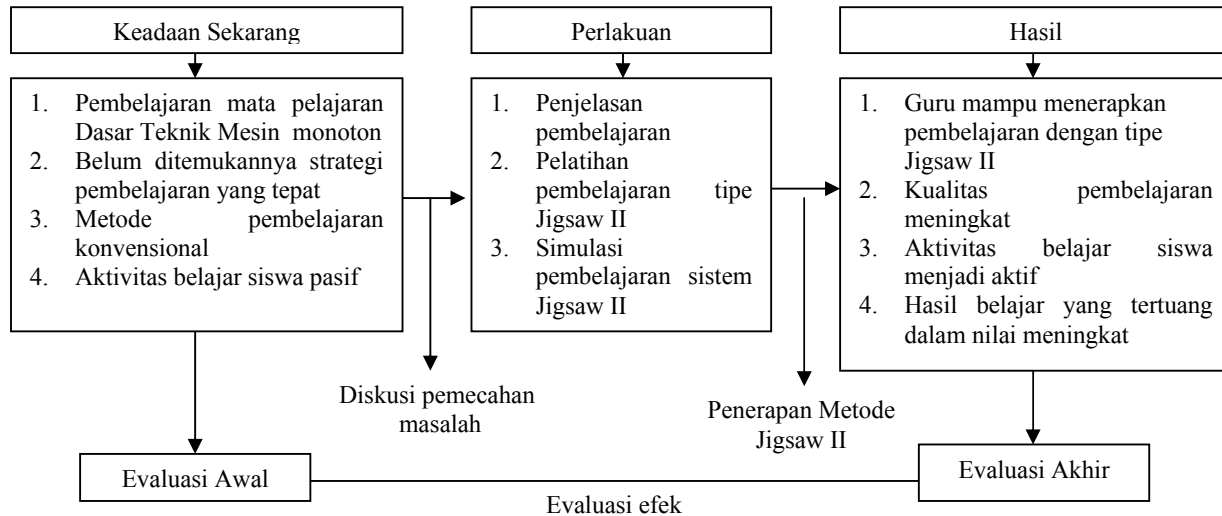 Keadaan Sekarang
1. Pembelajaran mata pelajaran
Dasar Teknik Mesin monoton
2. Belum ditemukannya strategi
pembelajaran yang tepat
3. Metode pembelajaran
konvensional
4. Aktivitas belajar siswa pasif
Diskusi pemecahan
masalah
Evaluasi Awal
Perlakuan
1. Penjelasan
pembelajaran
2. Pelatihan
pembelajaran tipe
Jigsaw II
3. Simulasi
pembelajaran sistem
Jigsaw II
Penerapan Metode
Jigsaw II
Hasil
1. Guru mampu menerapkan
pembelajaran dengan tipe
Jigsaw II
2. Kualitas pembelajaran
meningkat
3. Aktivitas belajar siswa
menjadi aktif
4. Hasil belajar yang tertuang
dalam nilai meningkat
Evaluasi Akhir
Evaluasi efek